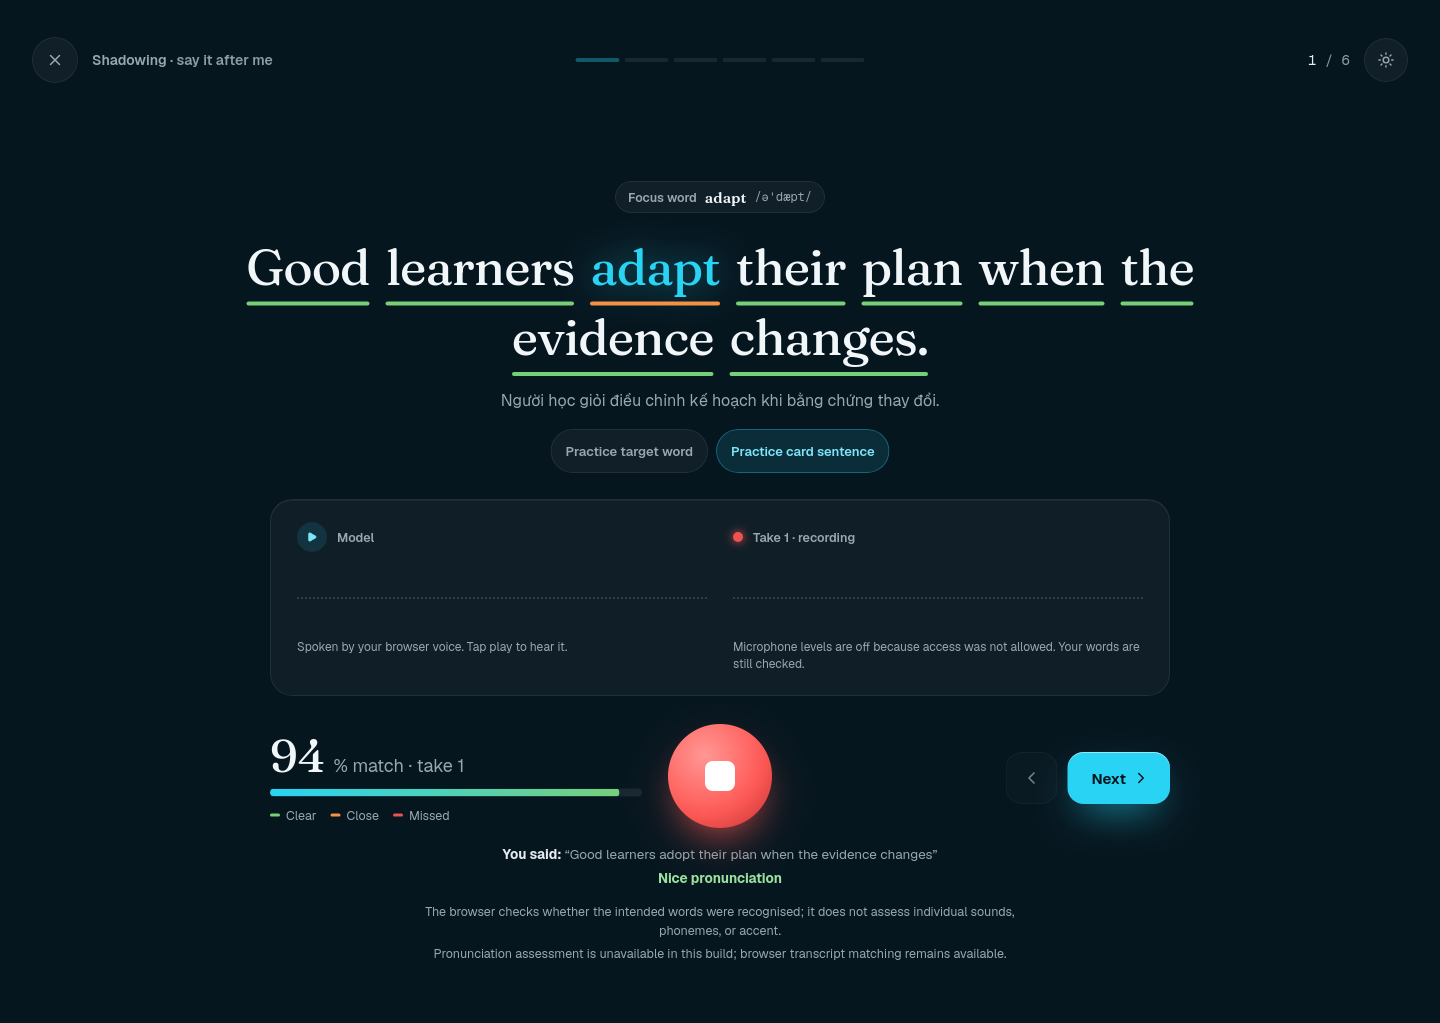 Shadowing · say it after me
1 / 6
Focus word adapt /əˈdæpt/
Good learners adapt their plan when the
evidence changes.
Người học giỏi điều chỉnh kế hoạch khi bằng chứng thay đổi.
Practice target word
Practice card sentence
Model
Take 1 · recording
Spoken by your browser voice. Tap play to hear it.
Microphone levels are off because access was not allowed. Your words are
still checked.
94 % match · take 1
Clear
Close
Missed
Next
You said: “Good learners adopt their plan when the evidence changes”
Nice pronunciation
The browser checks whether the intended words were recognised; it does not assess individual sounds,
phonemes, or accent.
Pronunciation assessment is unavailable in this build; browser transcript matching remains available.